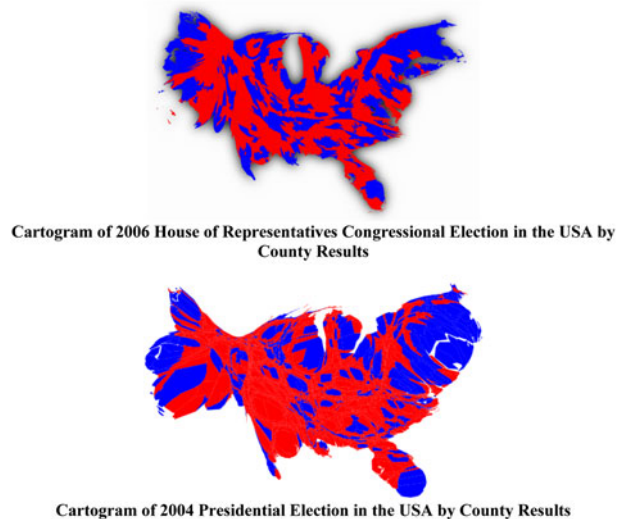 Cartogram of 2006 House of Representatives Congressional Election in the USA by
County Results
Cartogram of 2004 Presidential Election in the USA by County Results